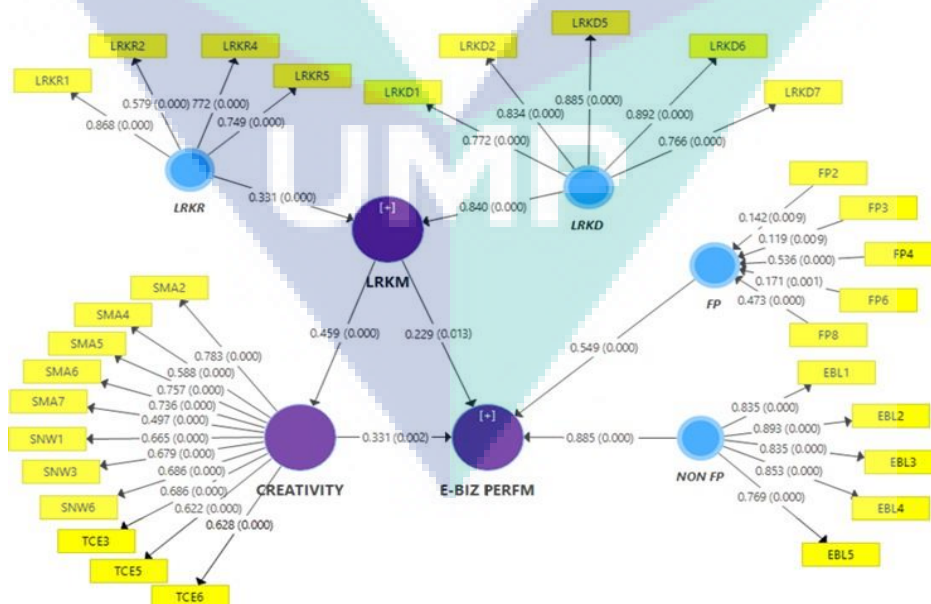 LRKD5
LRKR2
LRKR4
LRKD2
LRKD6
LRKR1
LRKR5
LRKD1
LRKD7
0.579 (0.000)
772 (0.000)
0.885 (0.000)
0.868 (0.000)
0.749 (0.000)
0.834 (0.000)
0.892 (0.000)
0.772 (0.000)
0.766 (0.000)
UMP
FP2
LRKR
0.331 (0.000)
0.840 (0.000)
LRKD
[+]
LRKM
0.142 (0.009)
FP3
0.119 (0.009)
0.536 (0.000)
FP4
FP
0.171 (0.001)
FP6
0.473 (0.000)
FP8
SMA2
SMA4
SMA5
SMA6
SMA7
SNW1
SNW3
SNW6
TCE3
TCE5
TCE6
0.783 (0.000)
0.588 (0.000)
0.757 (0.000)
0.736 (0.000)
0.497 (0.000)
0.665 (0.000)
0.679 (0.000)
0.686 (0.000)
0.686 (0.000)
0.622 (0.000)
0.628 (0.000)
0.459 (0.000)
0.229 (0.013)
0.549 (0.000)
CREATIVITY
0.331 (0.002)
[+]
E-BIZ PERFM
0.885 (0.000)
NON FP
EBL1
0.835 (0.000)
EBL2
0.893 (0.000)
0.835 (0.000)
EBL3
0.853 (0.000)
EBL4
0.769 (0.000)
EBL5